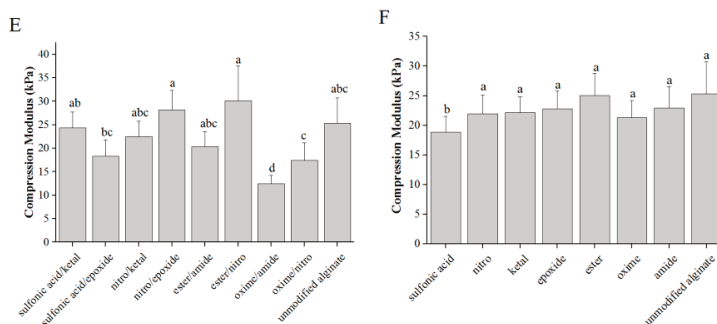 E
Compression Modulus (kPa)
40
35
30
25
20
15
10
5
0
ab
bc
abc
a
abc
a
d
c
abc
sulfonic acid/ketal
sulfonic acid/epoxide
nitro/ketal
nitro/epoxide
ester/amide
ester/nitro
oxime/amide
oxime/nitro
unmodified alginate
F
Compression Modulus (kPa)
35
30
25
20
15
10
5
0
b
a
a
a
a
a
a
a
sulfonic acid
nitro
ketal
epoxide
ester
oxime
amide
unmodified alginate